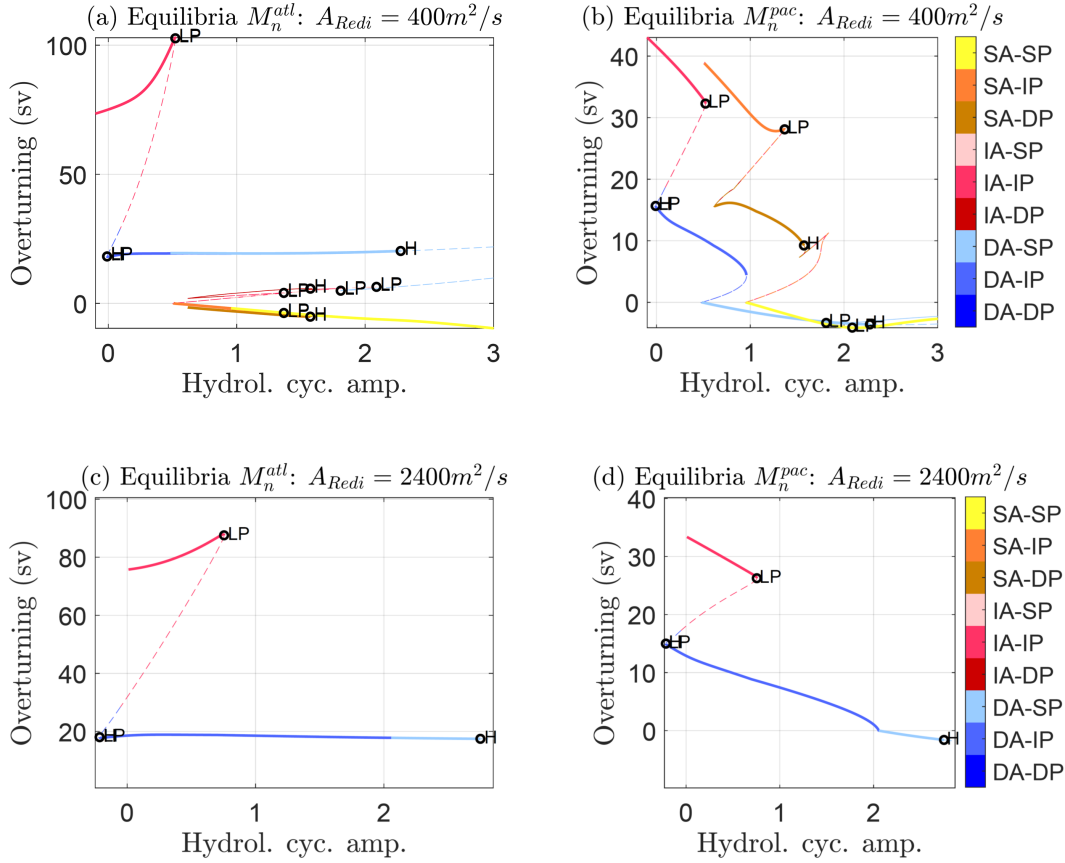 (a) Equilibria M_n^{atl}: A_{Redi} = 400m^2/s
100
50
0
Overturning (sv)
LP
LP
H
H
LP
H
LP
LP
LP
H
0 1 2 3
Hydrol. cyc. amp.
(b) Equilibria M_n^{pac}: A_{Redi} = 400m^2/s
40
30
20
10
0
Overturning (sv)
LP
LP
LP
H
H
LP
LP
H
0 1 2 3
Hydrol. cyc. amp.
SA-SP
SA-IP
SA-DP
IA-SP
IA-IP
IA-DP
DA-SP
DA-IP
DA-DP
(c) Equilibria M_n^{atl}: A_{Redi} = 2400m^2/s
100
80
60
40
20
Overturning (sv)
LP
LP
H
H
0 1 2
Hydrol. cyc. amp.
(d) Equilibria M_n^{pac}: A_{Redi} = 2400m^2/s
40
30
20
10
0
Overturning (sv)
LP
LP
H
H
0 1 2
Hydrol. cyc. amp.
SA-SP
SA-IP
SA-DP
IA-SP
IA-IP
IA-DP
DA-SP
DA-IP
DA-DP